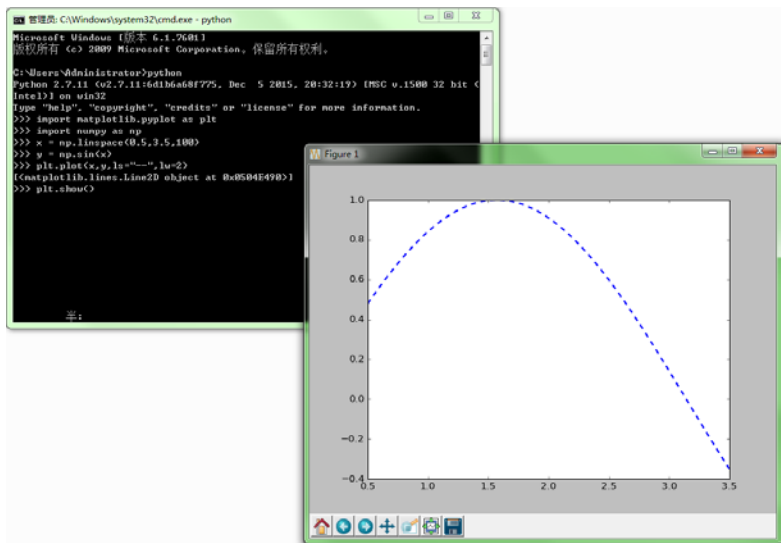 管理员: C:\Windows\system32\cmd.exe - python
Microsoft Windows [版本 6.1.7601]
版权所有 (c) 2009 Microsoft Corporation。保留所有权利。
C:\Users\Administrator>python
Python 2.7.11 (v2.7.11:6d1b6a68f775, Dec  5 2015, 20:32:19) [MSC v.1500 32 bit (
Intel)] on win32
Type "help", "copyright", "credits" or "license" for more information.
>>> import matplotlib.pyplot as plt
>>> import numpy as np
>>> x = np.linspace(0.5,3.5,100)
>>> y = np.sin(x)
>>> plt.plot(x,y,ls="--",lw=2)
[<matplotlib.lines.Line2D object at 0x0504E490>]
>>> plt.show()
半:
Figure 1
1.0
0.8
0.6
0.4
0.2
0.0
−0.2
−0.4
0.5 1.0 1.5 2.0 2.5 3.0 3.5